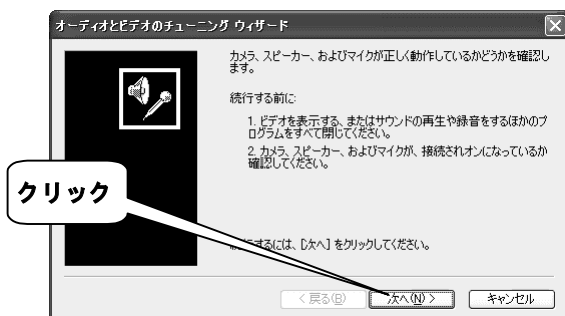 オーディオとビデオのチューニング ウィザード
カメラ、スピーカー、およびマイクが正しく動作しているかどうかを確認し
ます。
続行する前に:
1. ビデオを表示する、またはサウンドの再生や録音をするほかのプ
ログラムをすべて閉じてください。
2. カメラ、スピーカー、およびマイクが、接続されオンになっているか
確認してください。
クリック
するには、[次へ] をクリックしてください。
< 戻る(B)
次へ(N) >
キャンセル